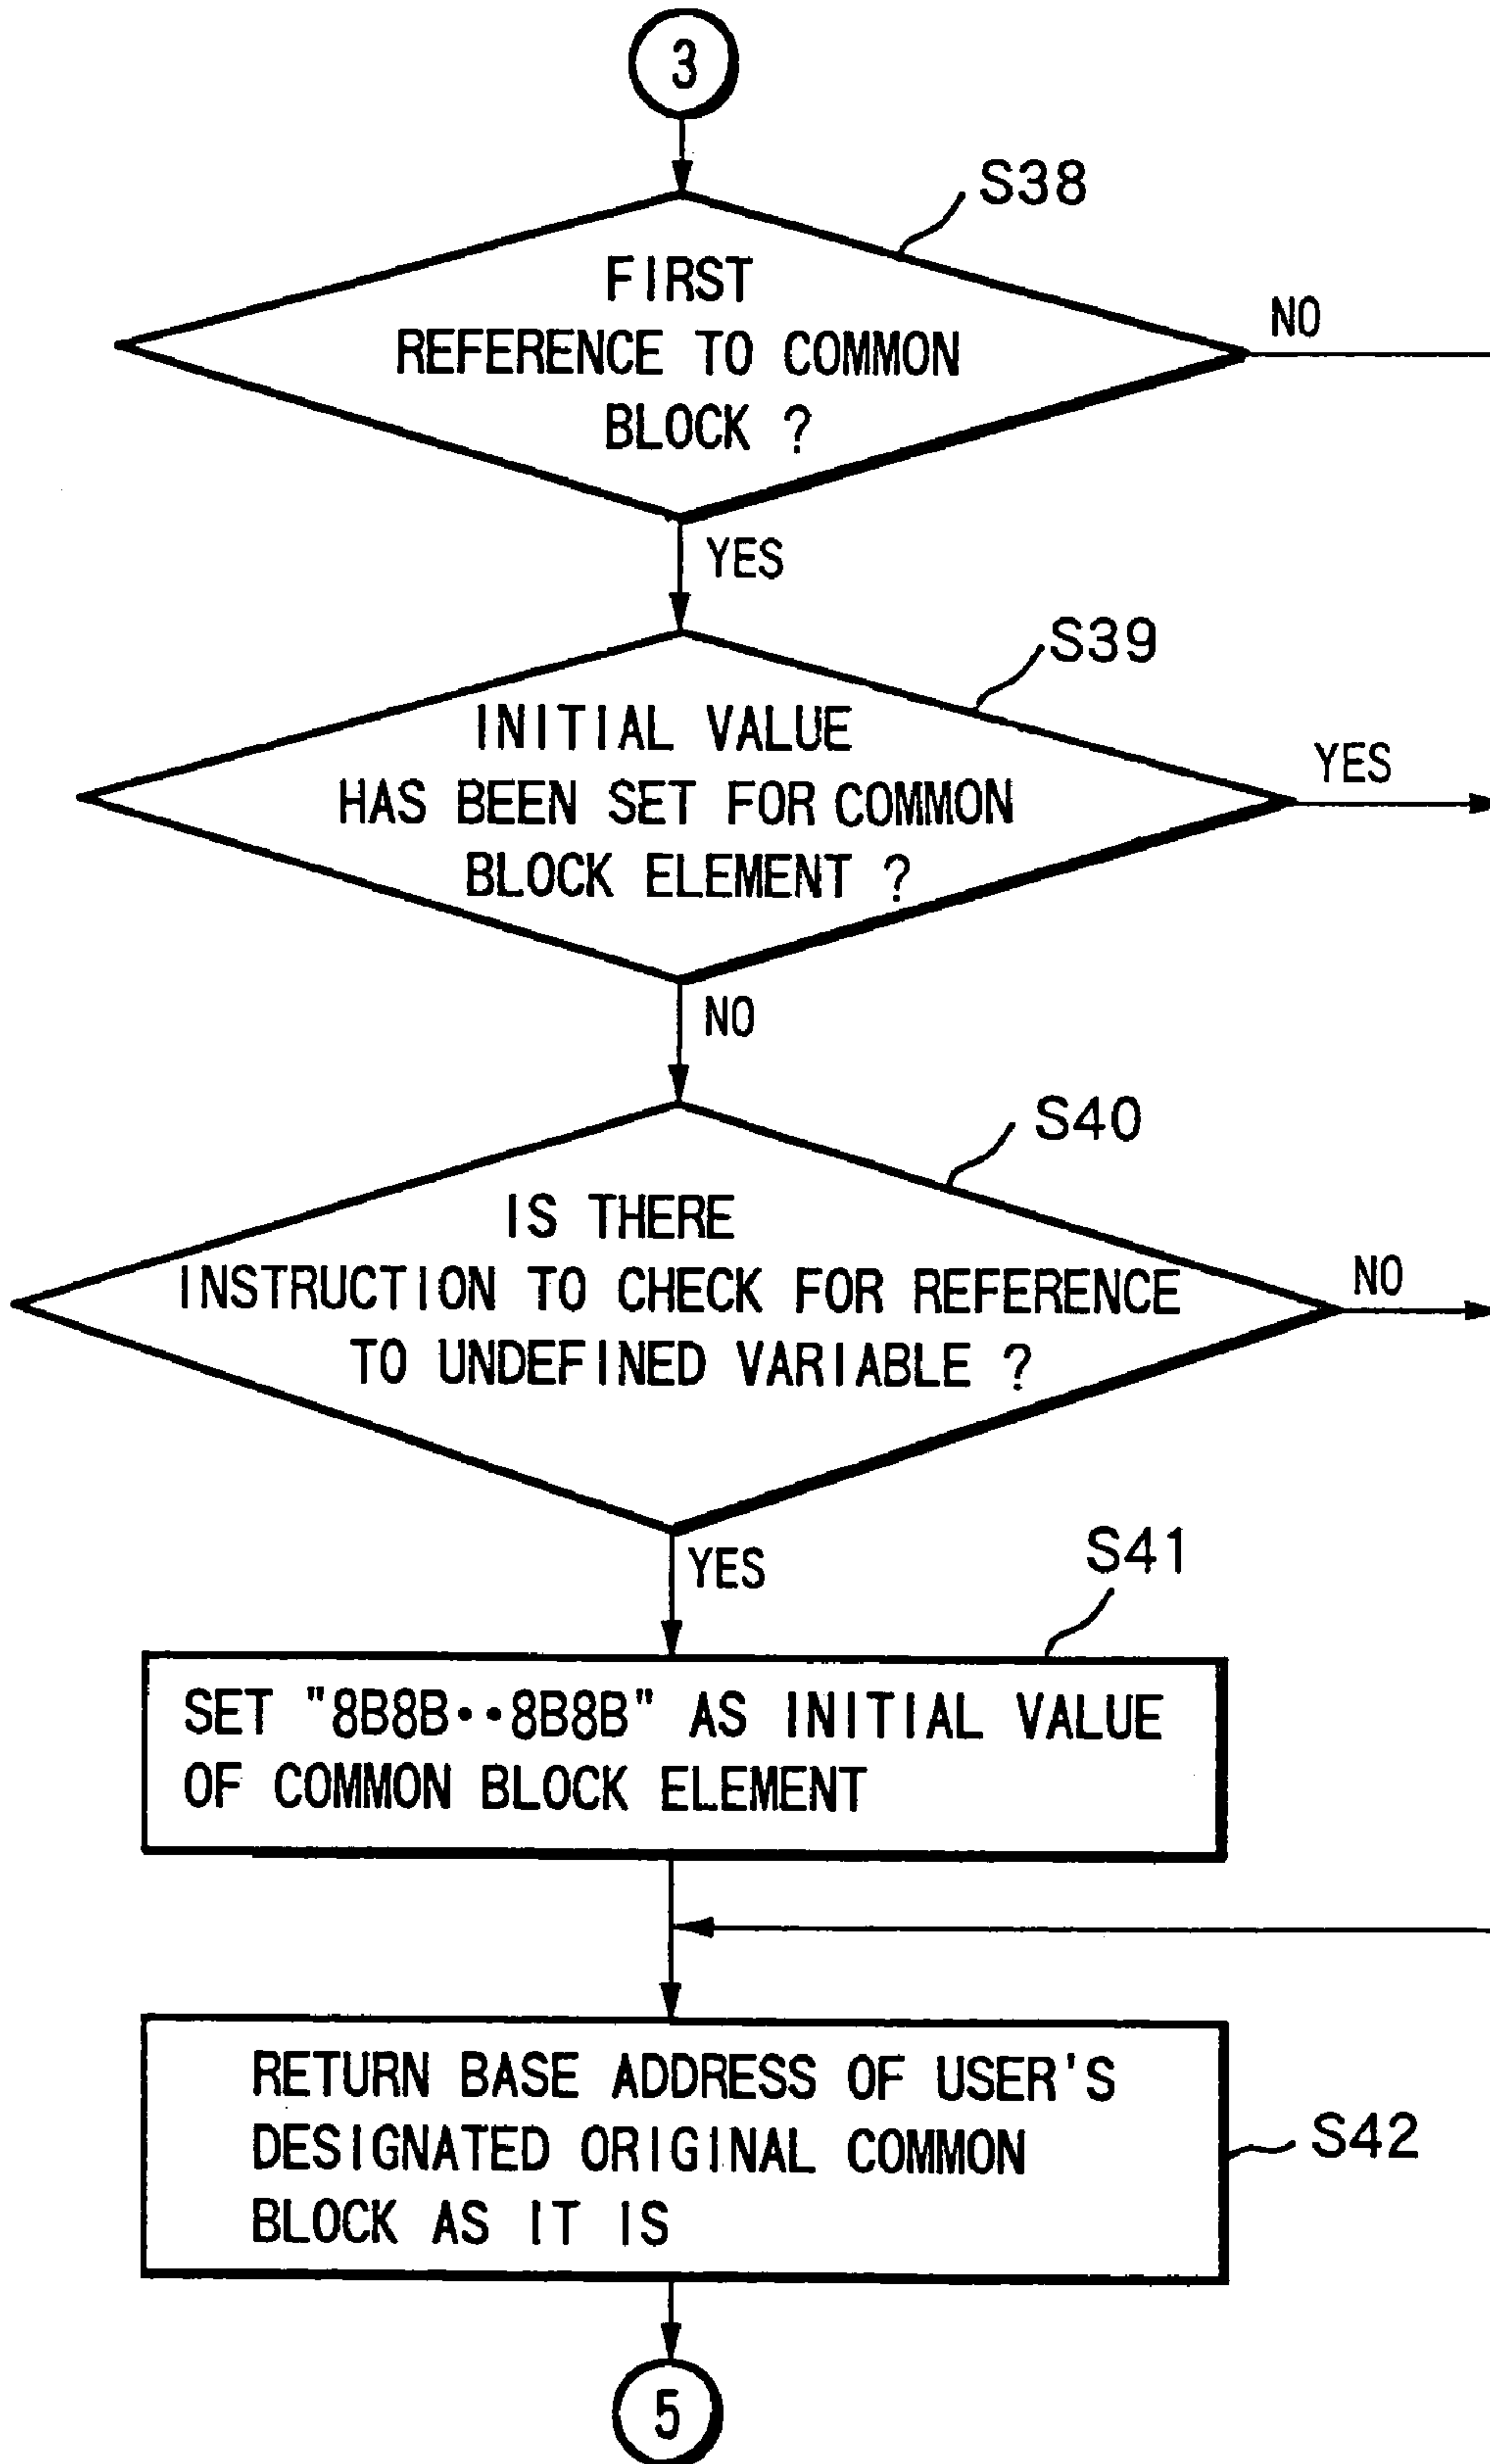 3
S38
FIRST
REFERENCE TO COMMON
BLOCK ?
NO
YES
S39
INITIAL VALUE
HAS BEEN SET FOR COMMON
BLOCK ELEMENT ?
YES
NO
S40
IS THERE
INSTRUCTION TO CHECK FOR REFERENCE
TO UNDEFINED VARIABLE ?
NO
YES
S41
SET "8B8B··8B8B" AS INITIAL VALUE
OF COMMON BLOCK ELEMENT
RETURN BASE ADDRESS OF USER'S
DESIGNATED ORIGINAL COMMON
BLOCK AS IT IS
S42
5